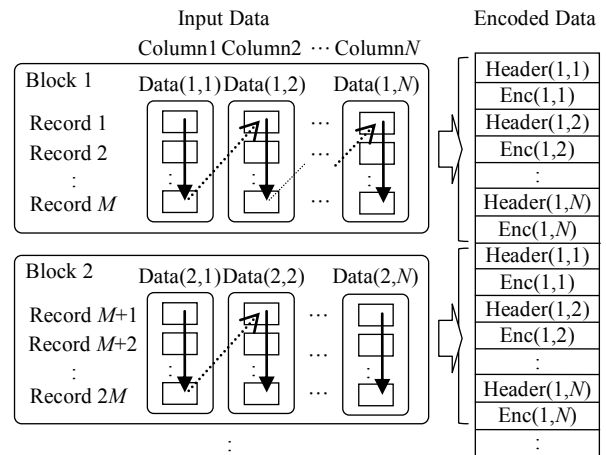 Input Data
Encoded Data
Column1 Column2 ··· ColumnN
Block 1
Data(1,1) Data(1,2) Data(1,N)
Record 1 ···
Record 2 ···
: : : :
Record M ···
Block 2
Data(2,1) Data(2,2) Data(2,N)
Record M+1 ···
Record M+2 ···
: : : :
Record 2M ···
:
Header(1,1)
Enc(1,1)
Header(1,2)
Enc(1,2)
:
Header(1,N)
Enc(1,N)
Header(1,1)
Enc(1,1)
Header(1,2)
Enc(1,2)
:
Header(1,N)
Enc(1,N)
: